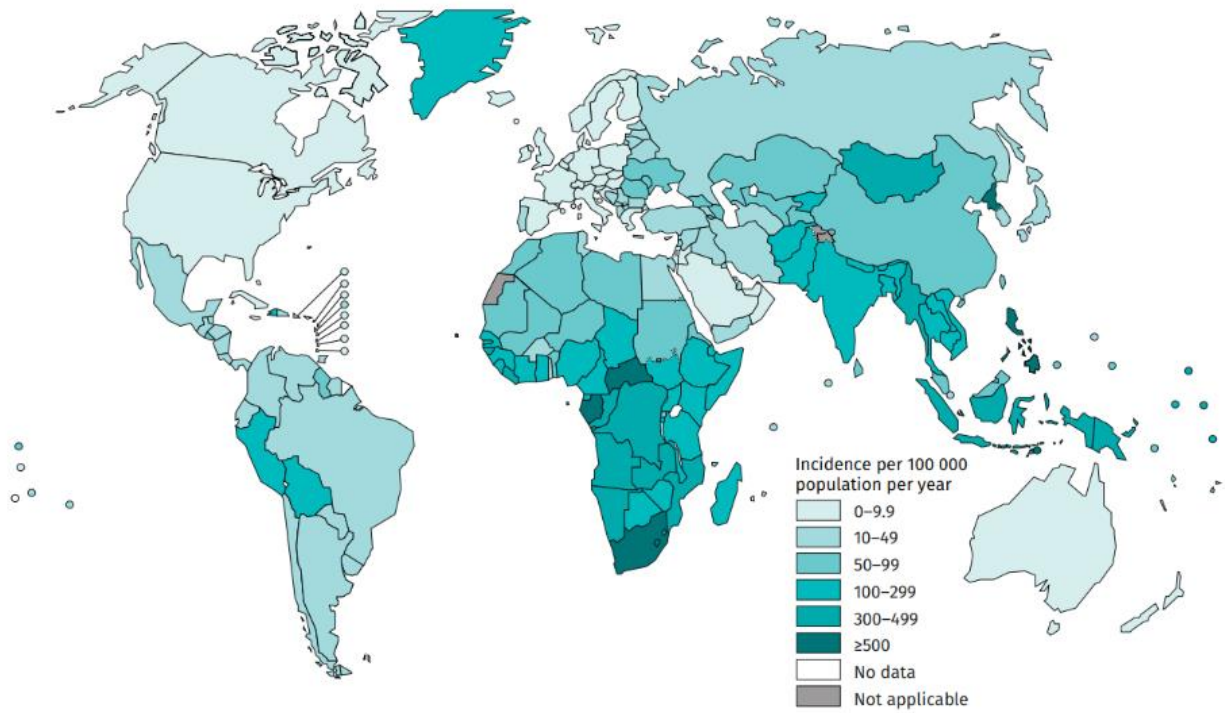 Incidence per 100 000
population per year
0–9.9
10–49
50–99
100–299
300–499
≥500
No data
Not applicable